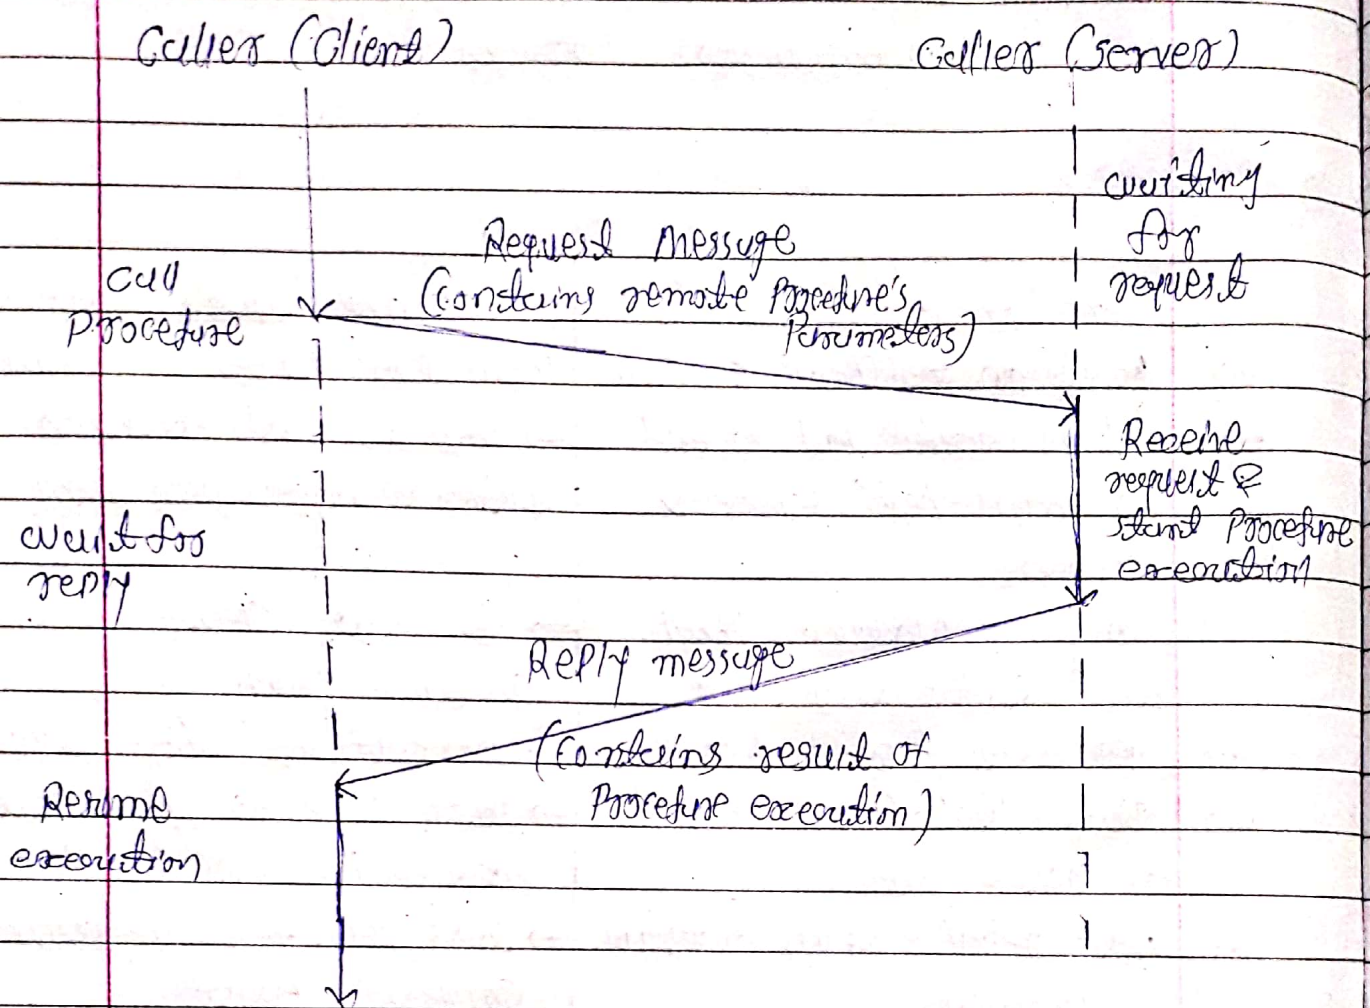 Caller (Client)
Caller (server)
waiting
for
request
Request Message
(Contains remote Procedure's
Parameters)
Call
Procedure
Receive
request &
start Procedure
execution
wait for
reply
Reply message
(Contains result of
Procedure execution)
Resume
execution